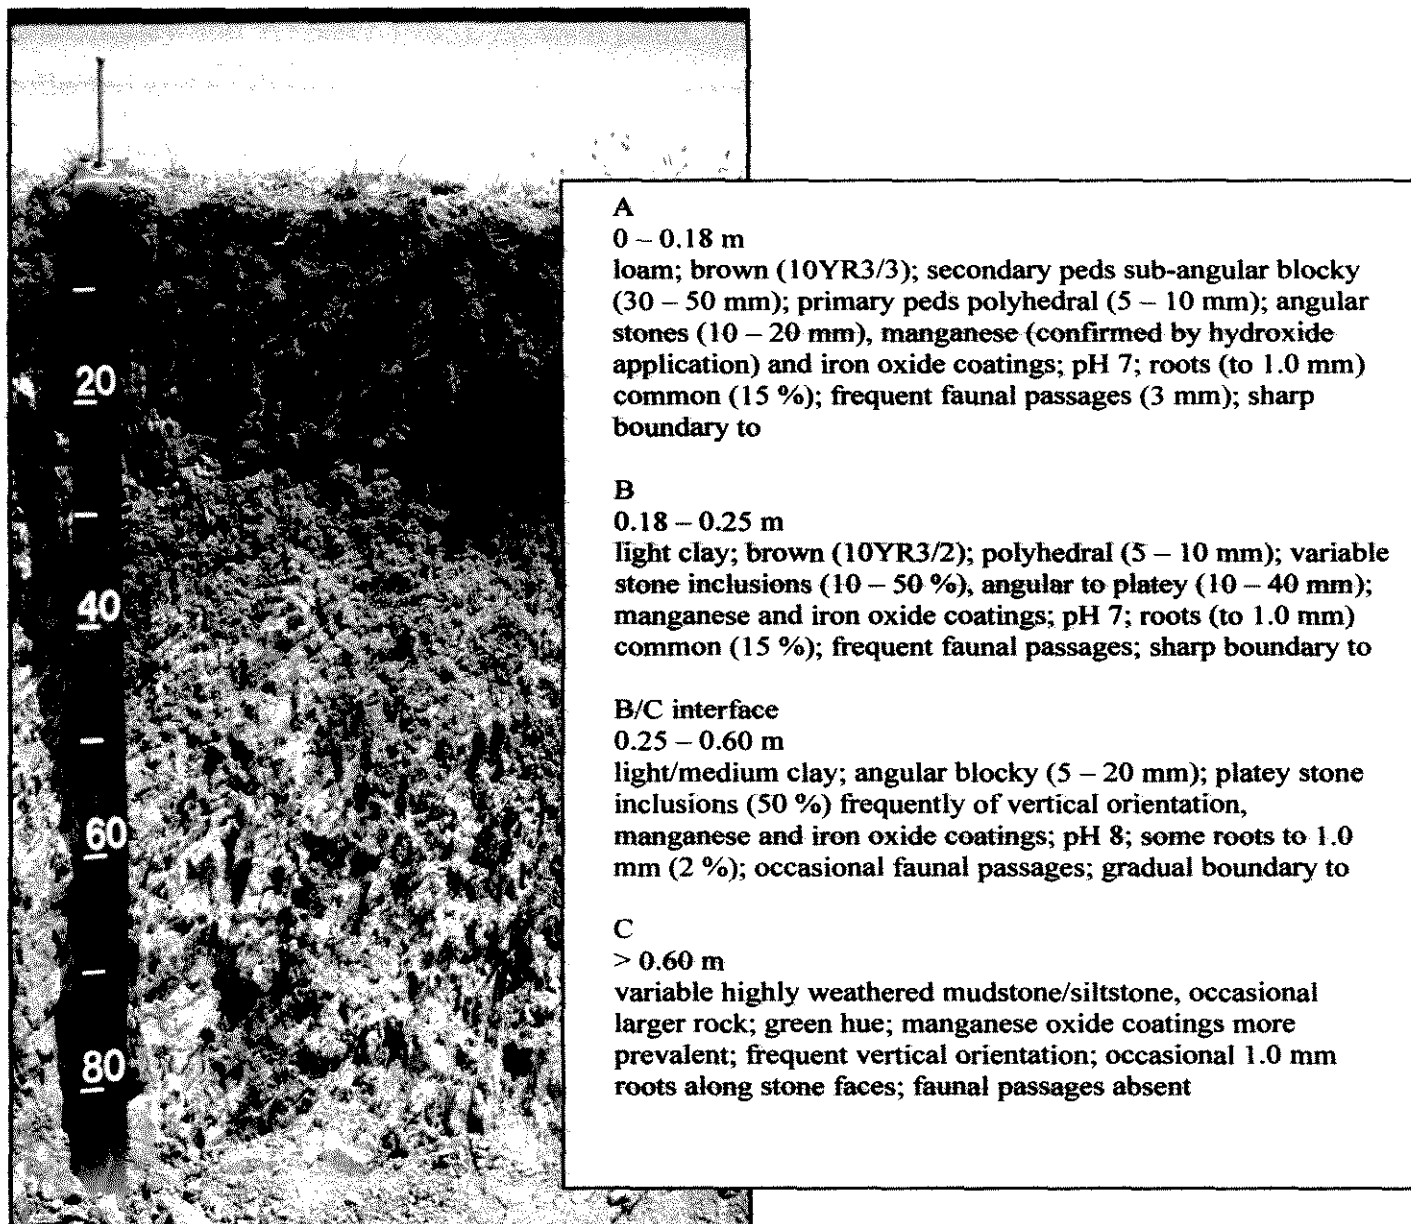 20
40
60
80
A
0 – 0.18 m
loam; brown (10YR3/3); secondary peds sub-angular blocky
(30 – 50 mm); primary peds polyhedral (5 – 10 mm); angular
stones (10 – 20 mm), manganese (confirmed by hydroxide
application) and iron oxide coatings; pH 7; roots (to 1.0 mm)
common (15 %); frequent faunal passages (3 mm); sharp
boundary to
B
0.18 – 0.25 m
light clay; brown (10YR3/2); polyhedral (5 – 10 mm); variable
stone inclusions (10 – 50 %), angular to platey (10 – 40 mm);
manganese and iron oxide coatings; pH 7; roots (to 1.0 mm)
common (15 %); frequent faunal passages; sharp boundary to
B/C interface
0.25 – 0.60 m
light/medium clay; angular blocky (5 – 20 mm); platey stone
inclusions (50 %) frequently of vertical orientation,
manganese and iron oxide coatings; pH 8; some roots to 1.0
mm (2 %); occasional faunal passages; gradual boundary to
C
> 0.60 m
variable highly weathered mudstone/siltstone, occasional
larger rock; green hue; manganese oxide coatings more
prevalent; frequent vertical orientation; occasional 1.0 mm
roots along stone faces; faunal passages absent